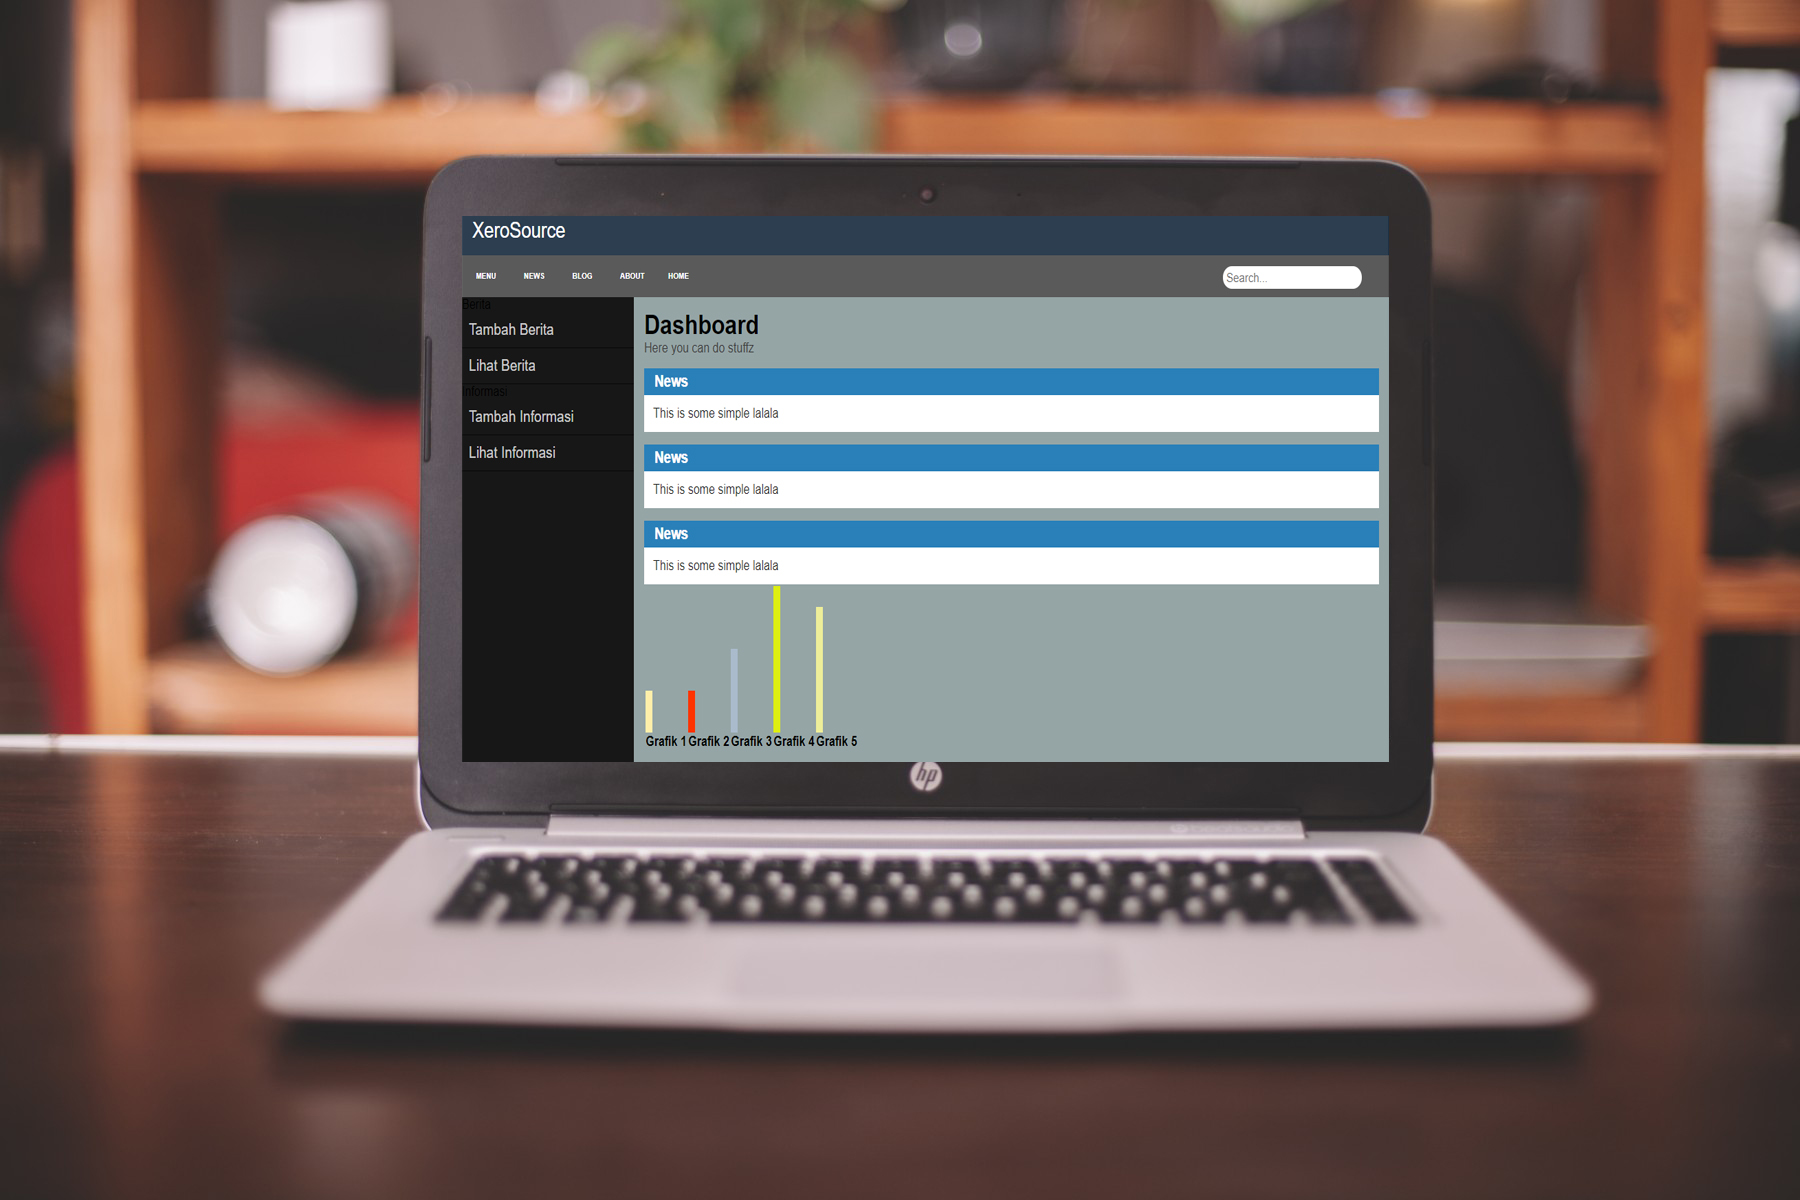 XeroSource
MENU NEWS BLOG ABOUT HOME
Search...
Berita
Tambah Berita
Lihat Berita
Informasi
Tambah Informasi
Lihat Informasi
Dashboard
Here you can do stuffz
News
This is some simple lalala
News
This is some simple lalala
News
This is some simple lalala
Grafik 1 Grafik 2 Grafik 3 Grafik 4 Grafik 5
hp